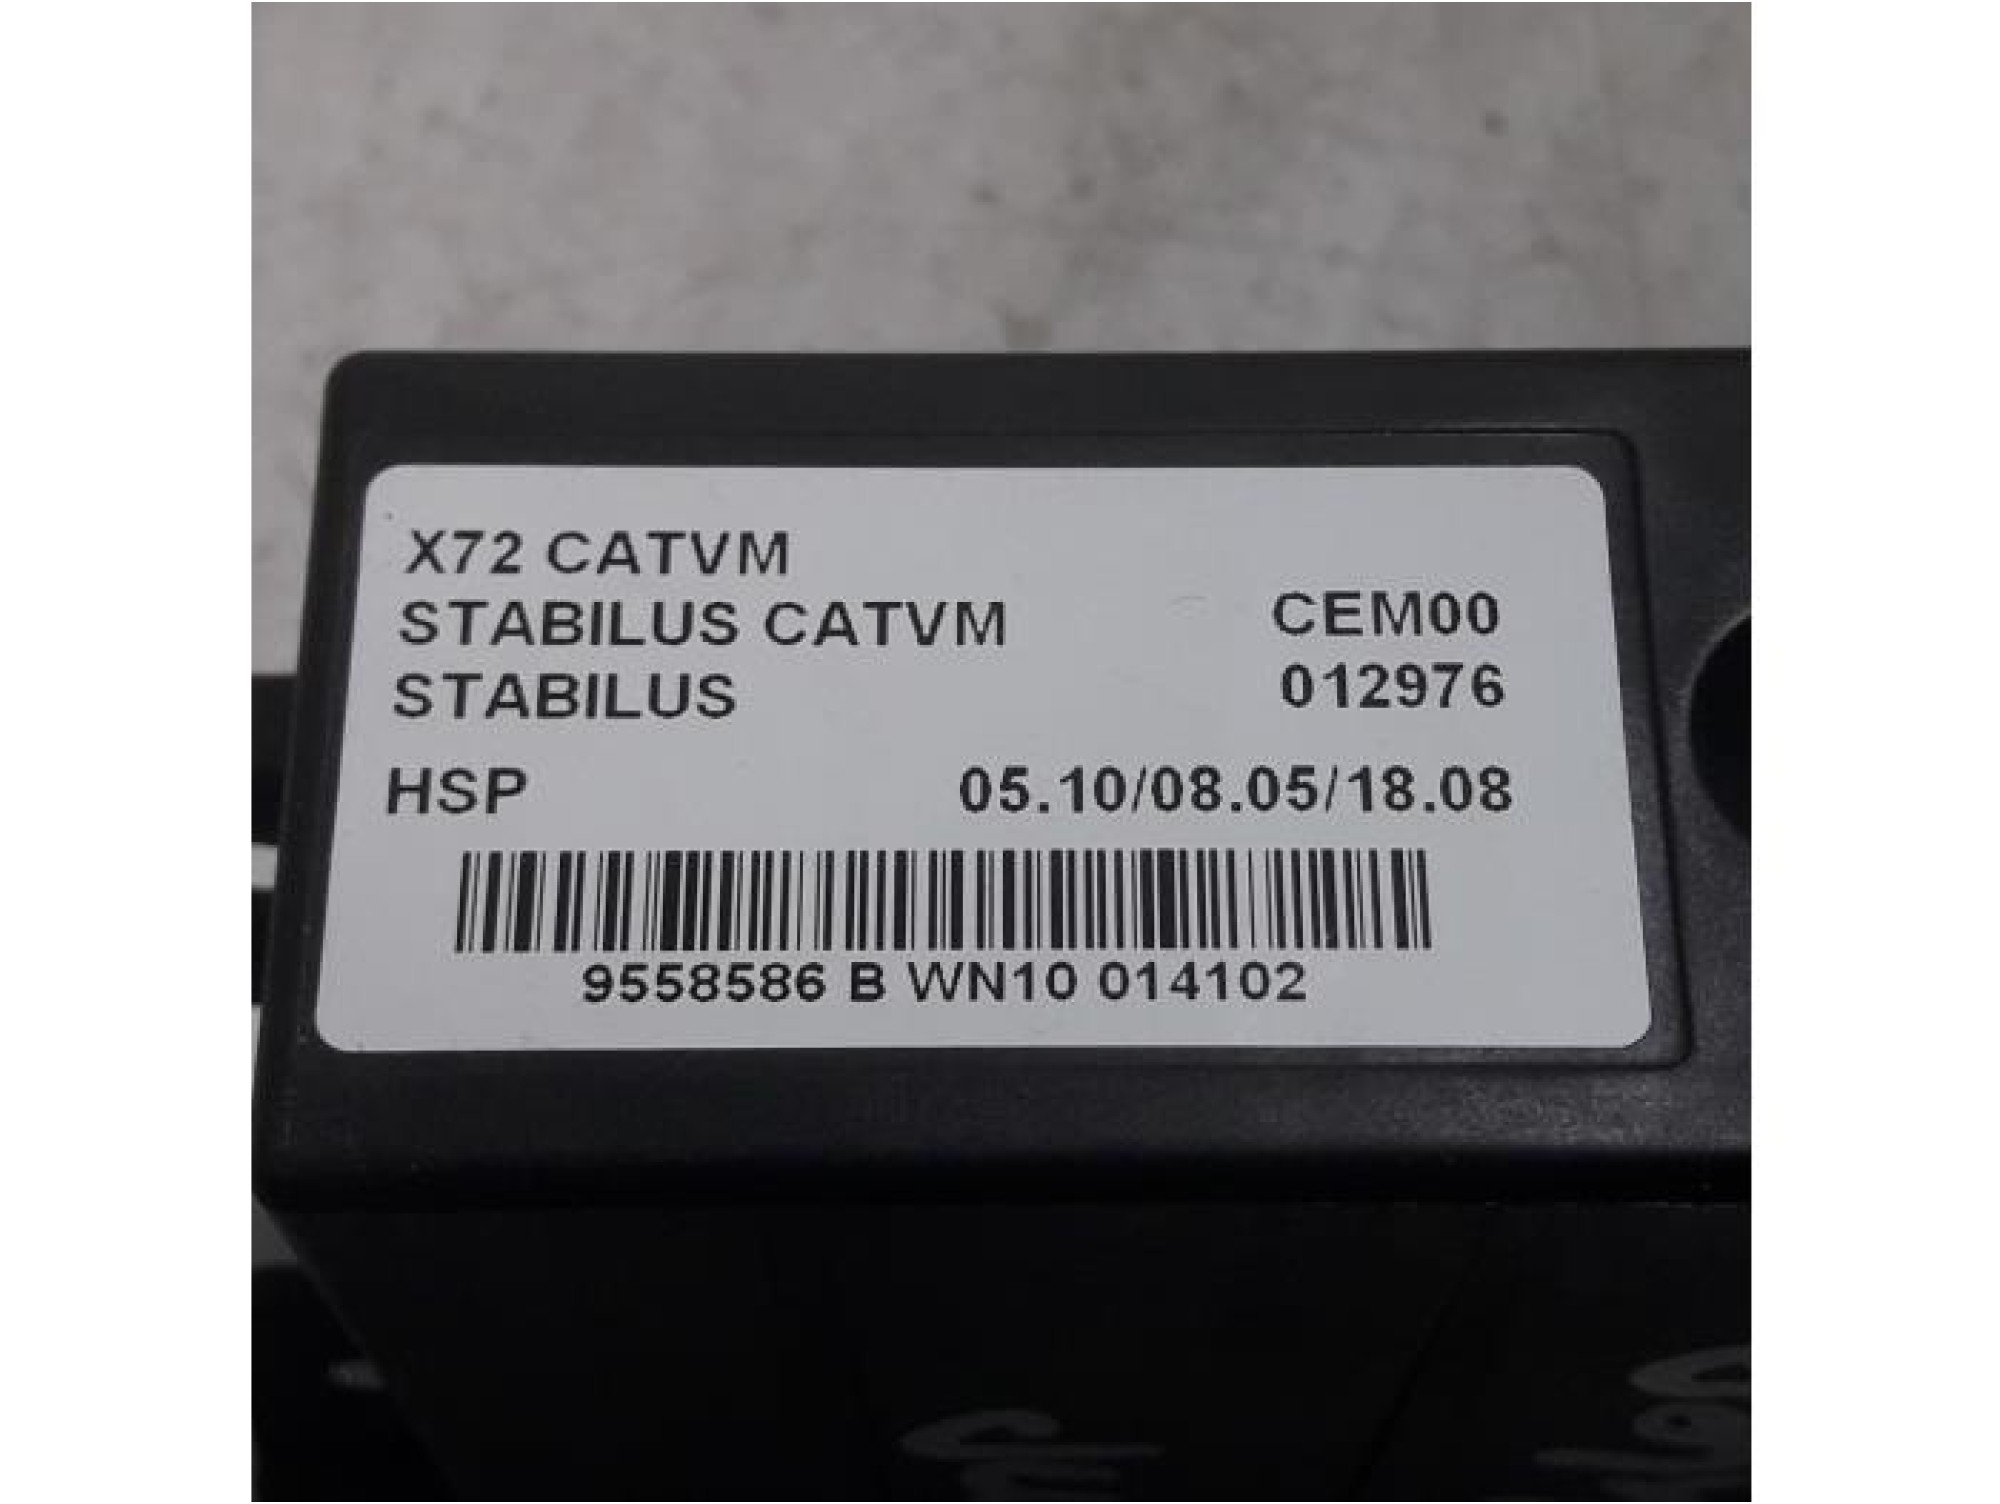 X72 CATVM
STABILUS CATVM CEM00
STABILUS 012976
HSP 05.10/08.05/18.08
9558586 B WN10 014102